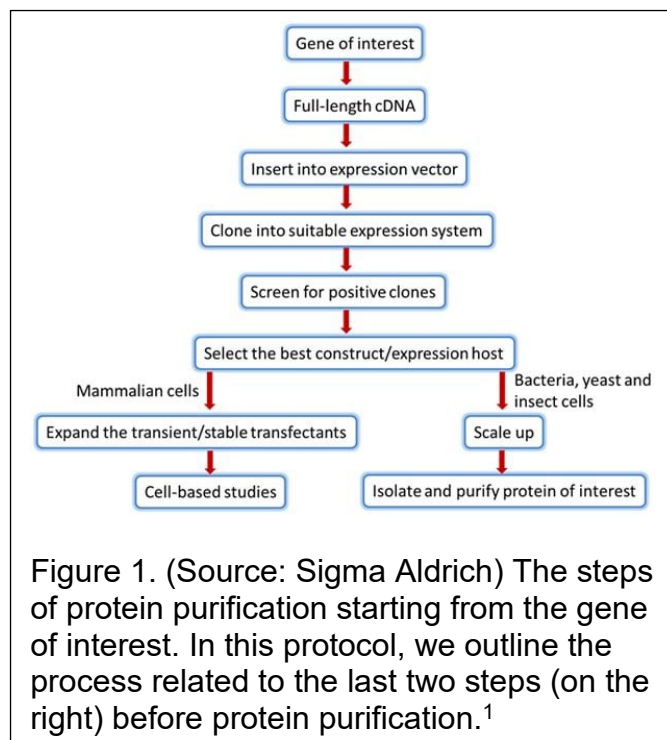 Gene of interest
Full-length cDNA
Insert into expression vector
Clone into suitable expression system
Screen for positive clones
Select the best construct/expression host
Mammalian cells
Bacteria, yeast and
insect cells
Expand the transient/stable transfectants
Scale up
Cell-based studies
Isolate and purify protein of interest
Figure 1. (Source: Sigma Aldrich) The steps
of protein purification starting from the gene
of interest. In this protocol, we outline the
process related to the last two steps (on the
right) before protein purification.¹